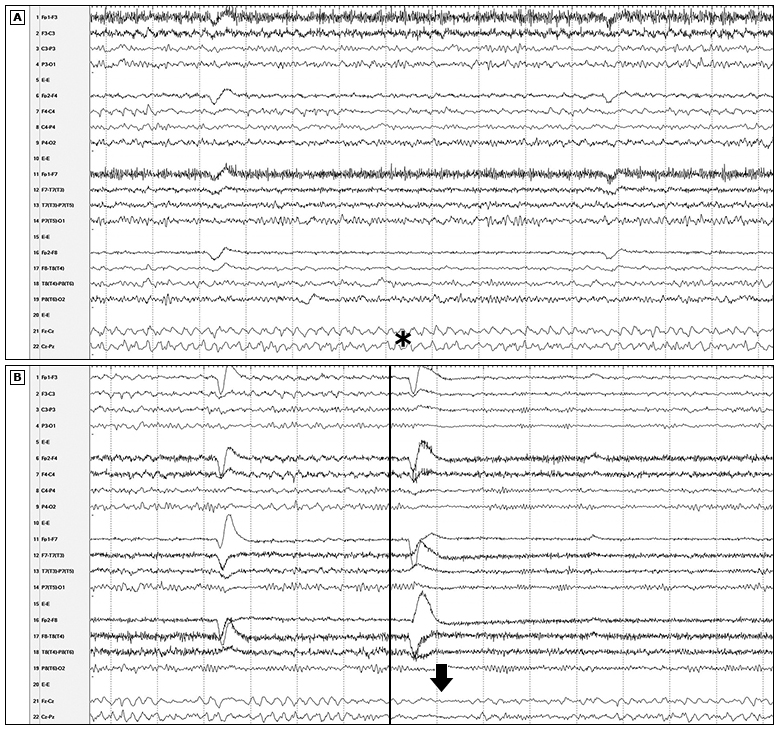 A
1 Fp1-F3
2 F3-C3
3 C3-P3
4 P3-O1
5 E-E
6 Fp2-F4
7 F4-C4
8 C4-P4
9 P4-O2
10 E-E
11 Fp1-F7
12 F7-T7(T3)
13 T7(T3)-P7(T5)
14 P7(T5)-O1
15 E-E
16 Fp2-F8
17 F8-T8(T4)
18 T8(T4)-P8(T6)
19 P8(T6)-O2
20 E-E
21 Fz-Cz
22 Cz-Pz
*
B
1 Fp1-F3
2 F3-C3
3 C3-P3
4 P3-O1
5 E-E
6 Fp2-F4
7 F4-C4
8 C4-P4
9 P4-O2
10 E-E
11 Fp1-F7
12 F7-T7(T3)
13 T7(T3)-P7(T5)
14 P7(T5)-O1
15 E-E
16 Fp2-F8
17 F8-T8(T4)
18 T8(T4)-P8(T6)
19 P8(T6)-O2
20 E-E
21 Fz-Cz
22 Cz-Pz